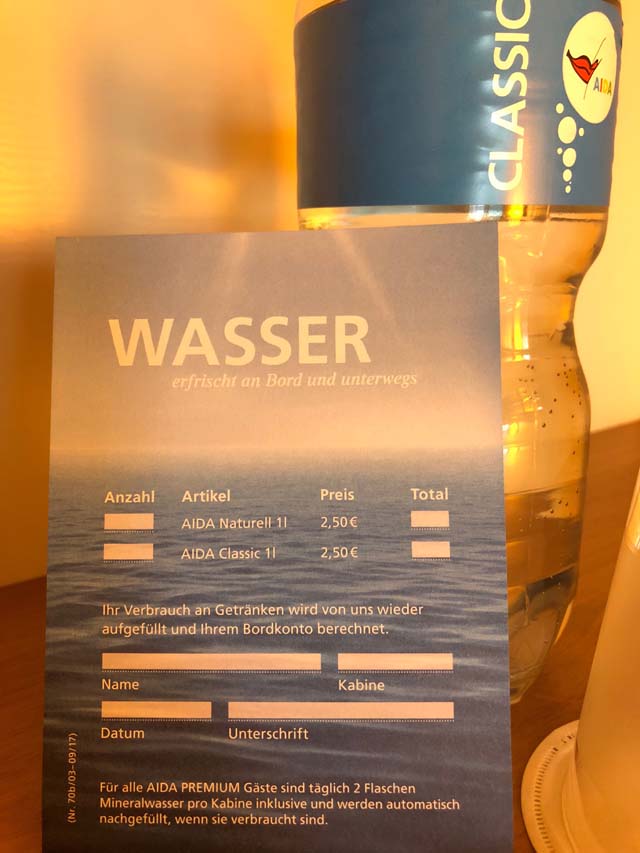 CLASSIC
AIDA
WASSER
erfrischt an Bord und unterwegs
Anzahl Artikel Preis Total
AIDA Naturell 1l 2,50 €
AIDA Classic 1l 2,50 €
Ihr Verbrauch an Getränken wird von uns wieder
aufgefüllt und Ihrem Bordkonto berechnet.
Name Kabine
Datum Unterschrift
(Nr. 70b/03–09/17)
Für alle AIDA PREMIUM Gäste sind täglich 2 Flaschen
Mineralwasser pro Kabine inklusive und werden automatisch
nachgefüllt, wenn sie verbraucht sind.